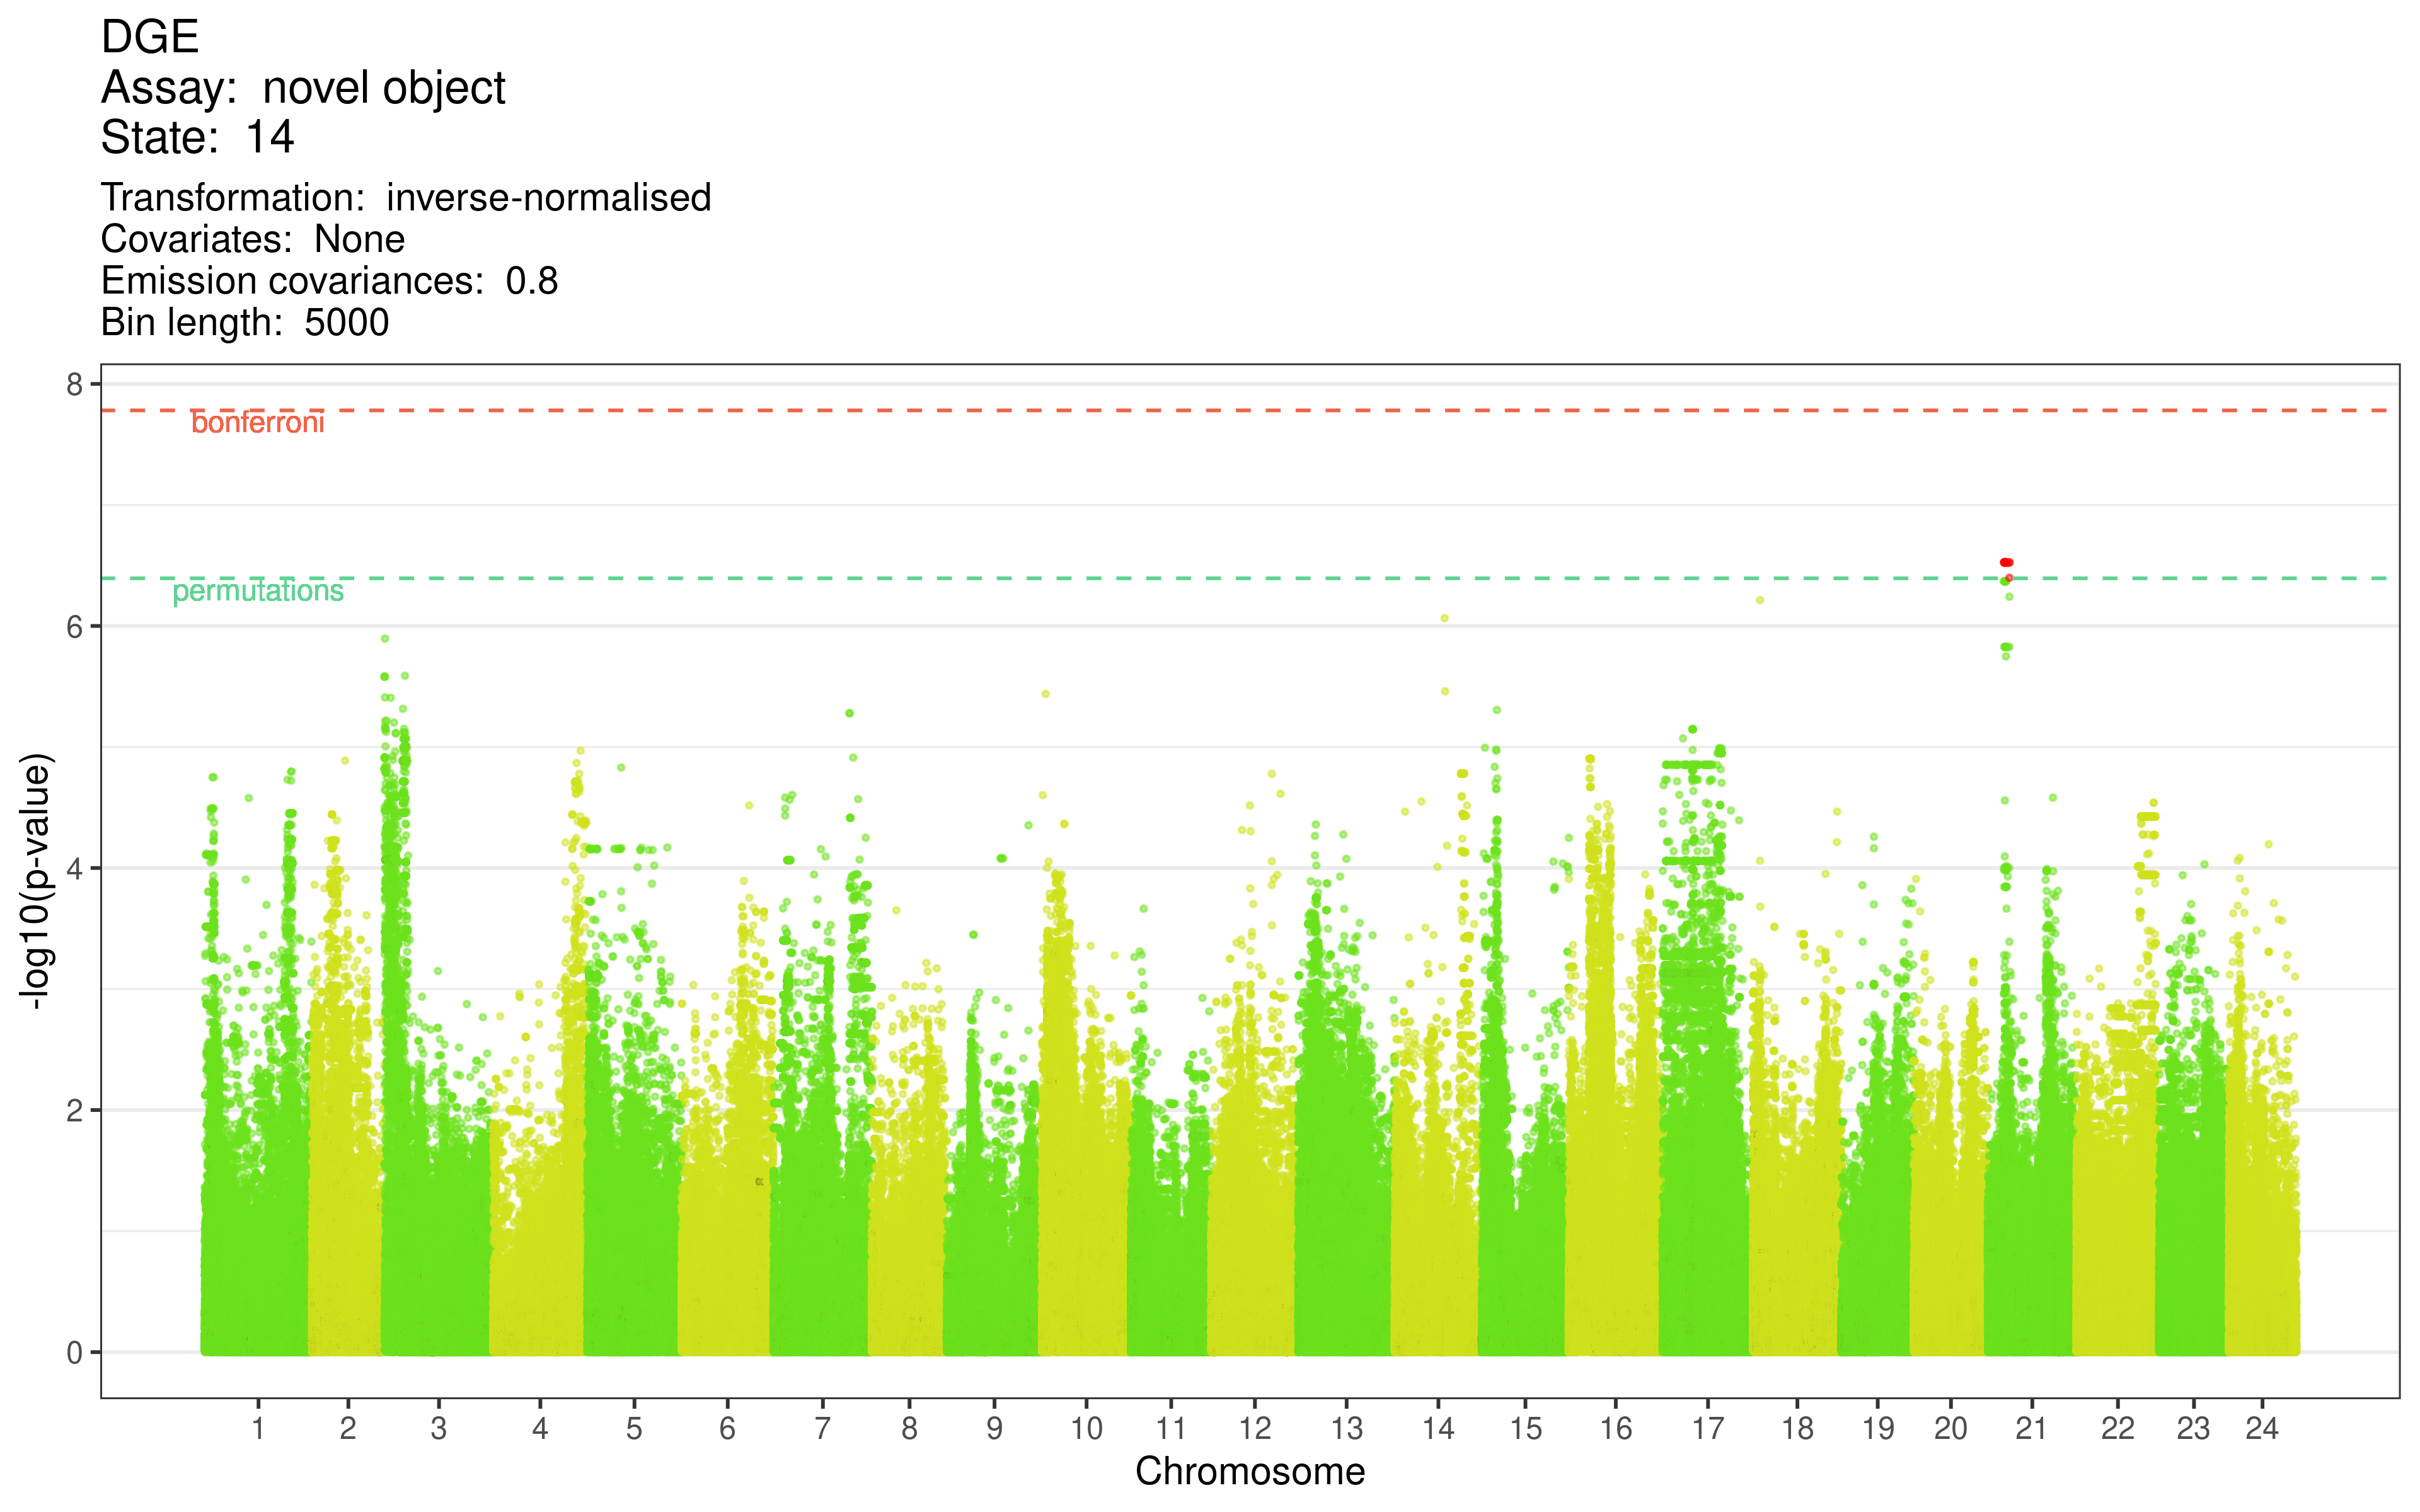 DGE
Assay:  novel object
State:  14
Transformation:  inverse-normalised
Covariates:  None
Emission covariances:  0.8
Bin length:  5000
8
bonferroni
permutations
6
4
2
0
-log10(p-value)
1 2 3 4 5 6 7 8 9 10 11 12 13 14 15 16 17 18 19 20 21 22 23 24
Chromosome